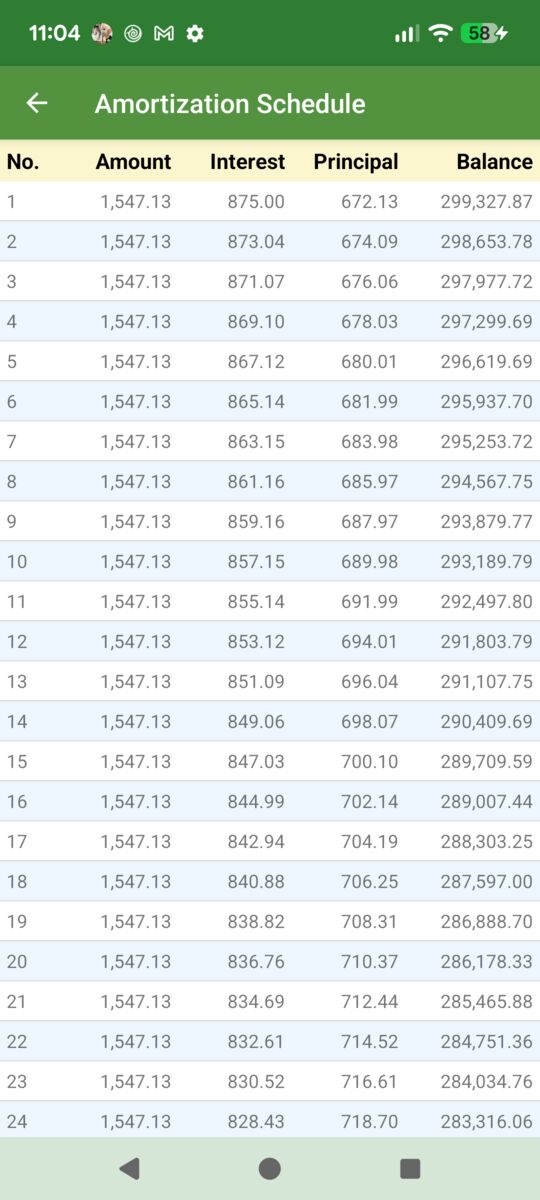 11:04 58
Amortization Schedule
No. Amount Interest Principal Balance
1 1,547.13 875.00 672.13 299,327.87
2 1,547.13 873.04 674.09 298,653.78
3 1,547.13 871.07 676.06 297,977.72
4 1,547.13 869.10 678.03 297,299.69
5 1,547.13 867.12 680.01 296,619.69
6 1,547.13 865.14 681.99 295,937.70
7 1,547.13 863.15 683.98 295,253.72
8 1,547.13 861.16 685.97 294,567.75
9 1,547.13 859.16 687.97 293,879.77
10 1,547.13 857.15 689.98 293,189.79
11 1,547.13 855.14 691.99 292,497.80
12 1,547.13 853.12 694.01 291,803.79
13 1,547.13 851.09 696.04 291,107.75
14 1,547.13 849.06 698.07 290,409.69
15 1,547.13 847.03 700.10 289,709.59
16 1,547.13 844.99 702.14 289,007.44
17 1,547.13 842.94 704.19 288,303.25
18 1,547.13 840.88 706.25 287,597.00
19 1,547.13 838.82 708.31 286,888.70
20 1,547.13 836.76 710.37 286,178.33
21 1,547.13 834.69 712.44 285,465.88
22 1,547.13 832.61 714.52 284,751.36
23 1,547.13 830.52 716.61 284,034.76
24 1,547.13 828.43 718.70 283,316.06